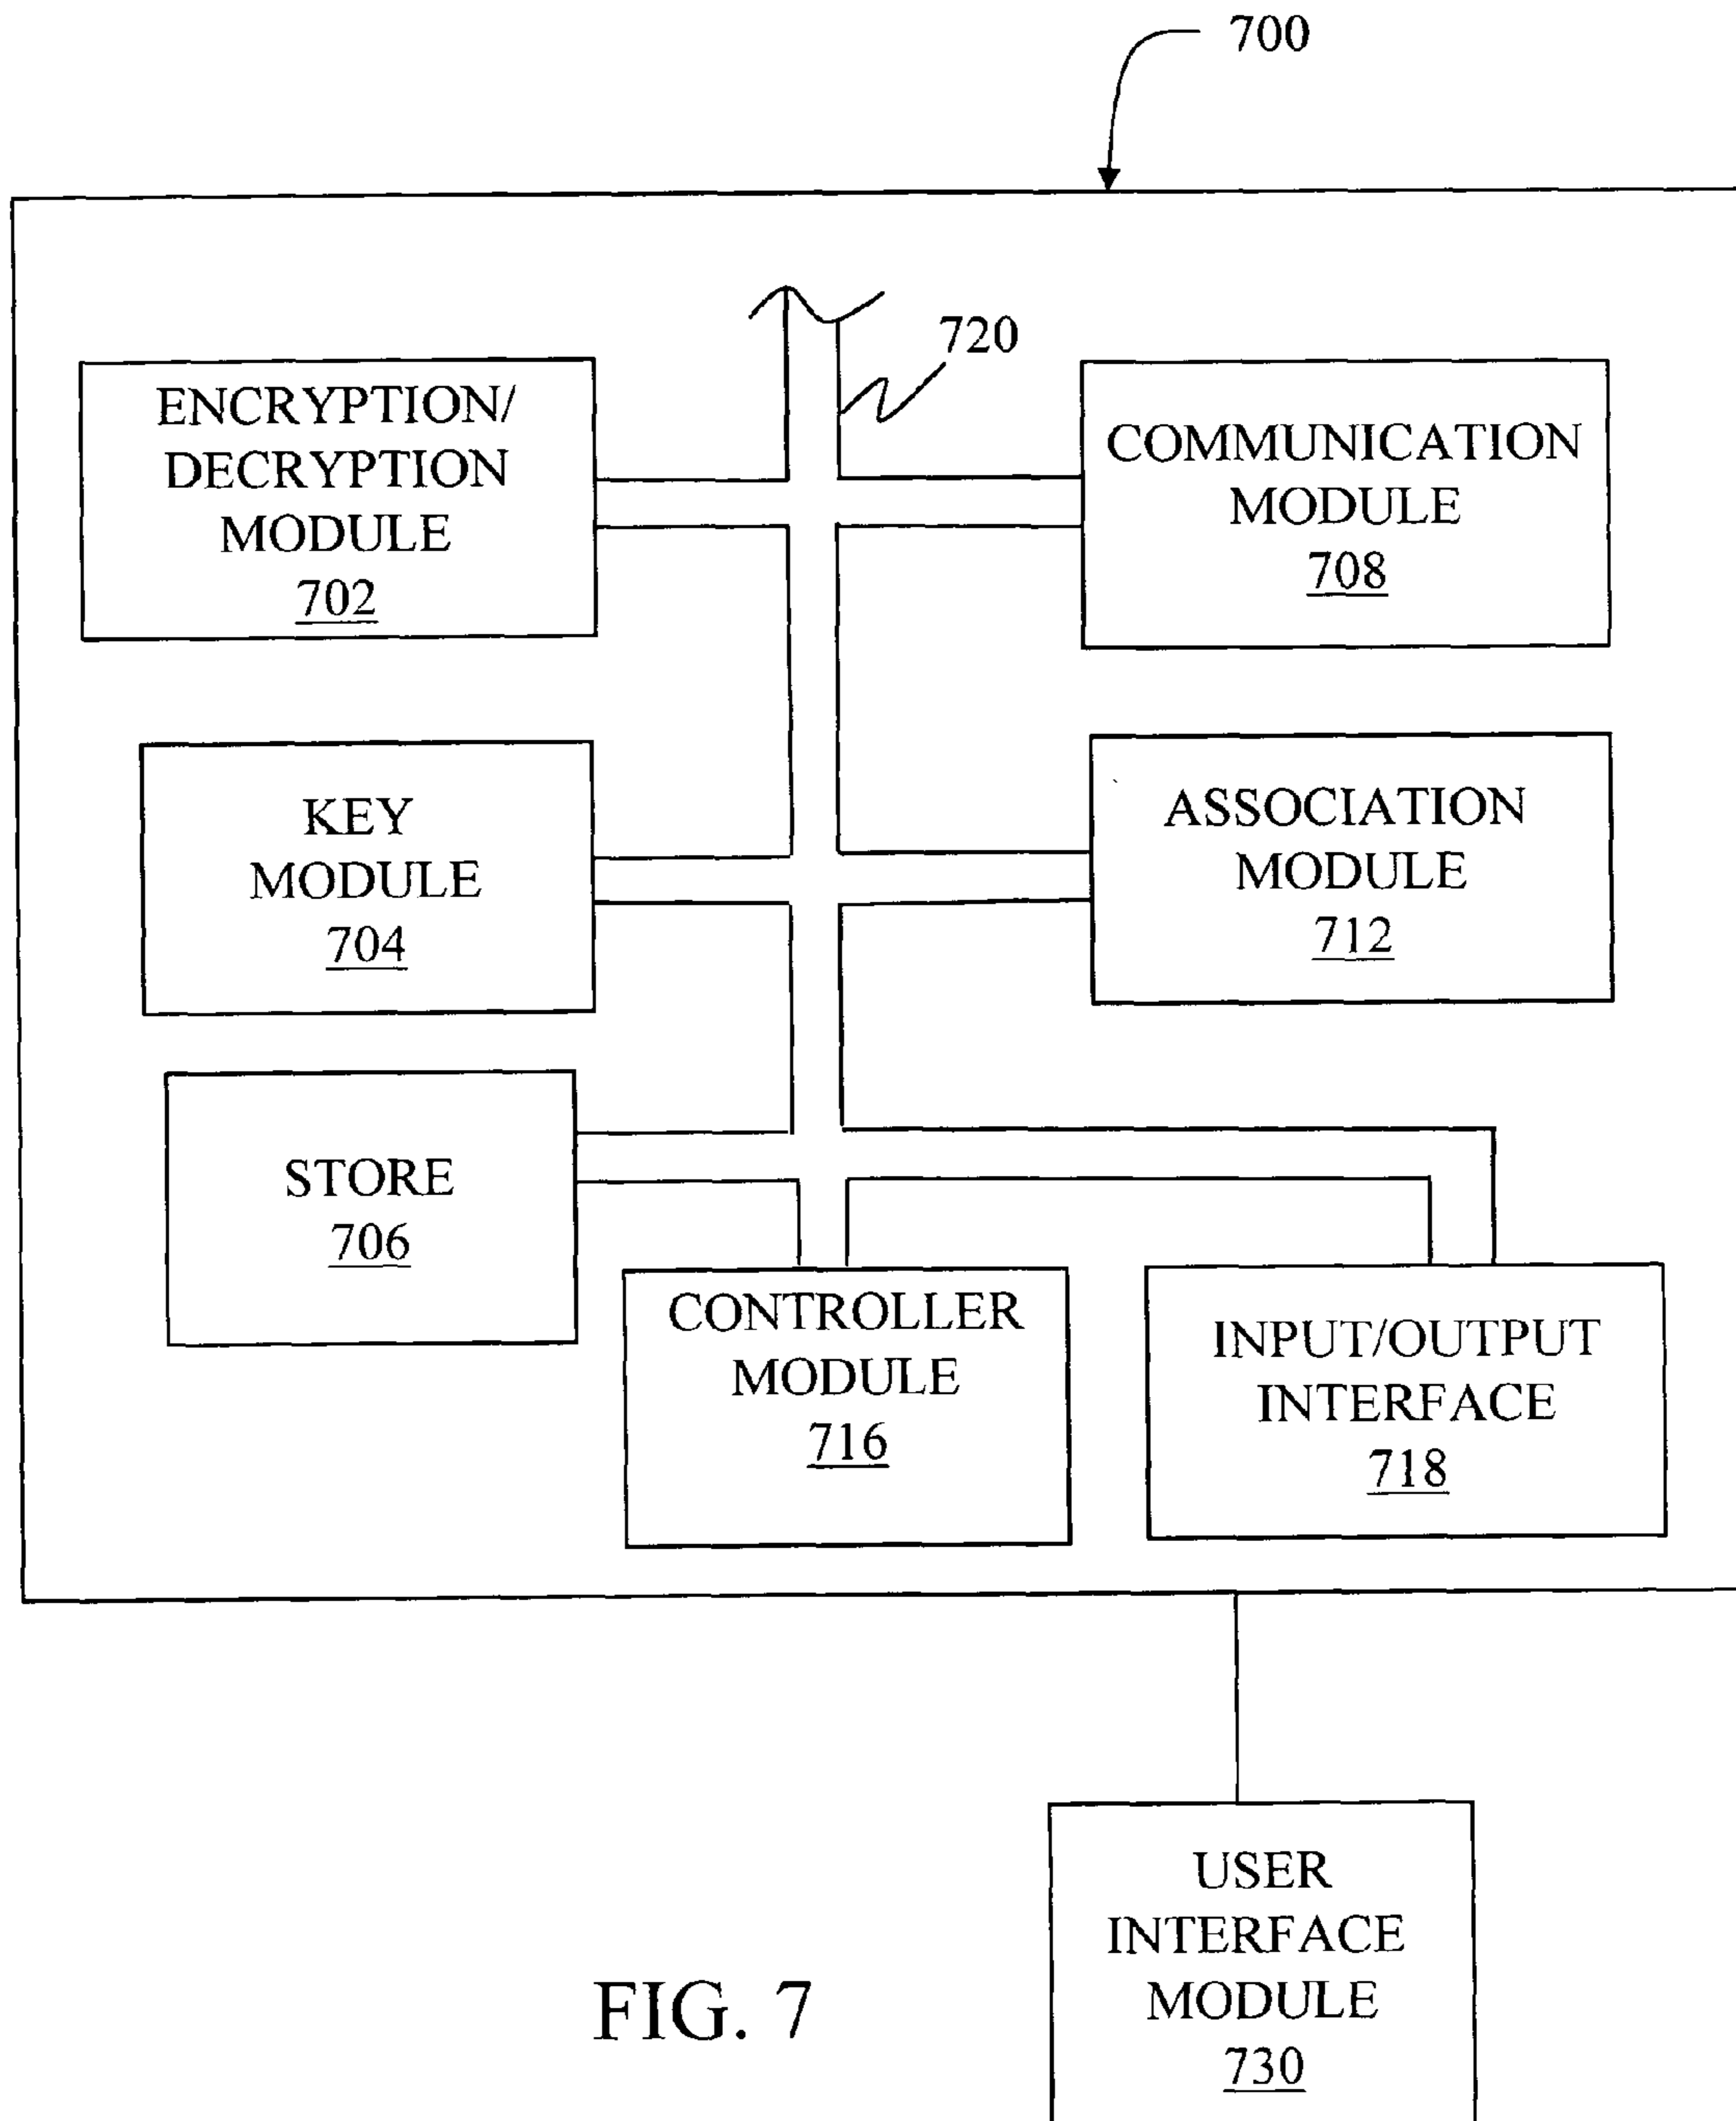 700
720
ENCRYPTION/
DECRYPTION
MODULE
702
COMMUNICATION
MODULE
708
KEY
MODULE
704
ASSOCIATION
MODULE
712
STORE
706
CONTROLLER
MODULE
716
INPUT/OUTPUT
INTERFACE
718
USER
INTERFACE
MODULE
730
FIG. 7